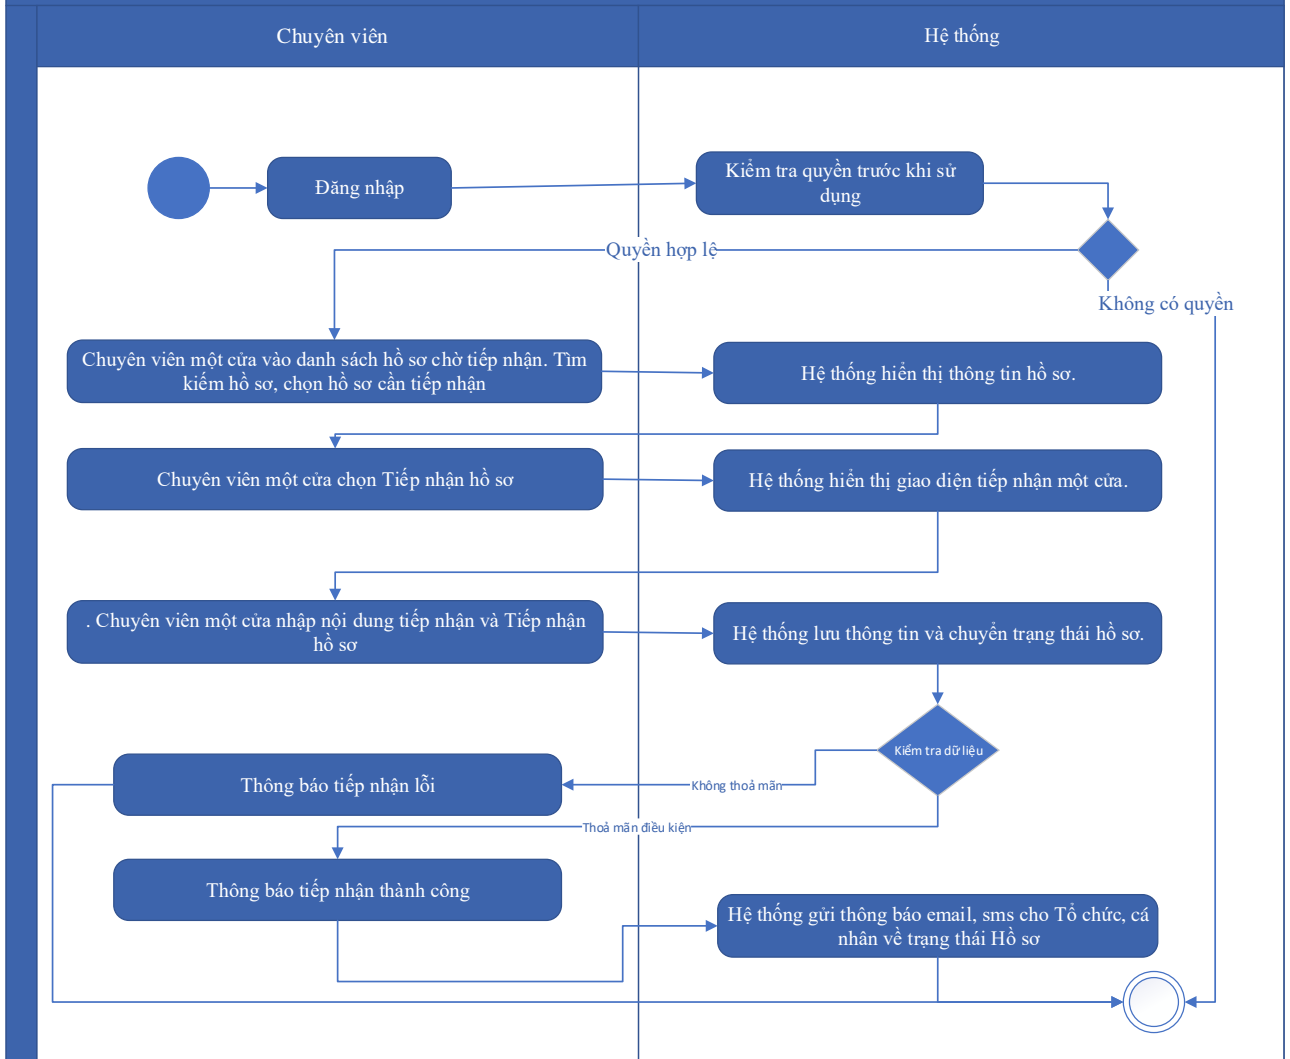 Chuyên viên
Hệ thống
Đăng nhập
Kiểm tra quyền trước khi sử
dụng
Quyền hợp lệ
Không có quyền
Chuyên viên một cửa vào danh sách hồ sơ chờ tiếp nhận. Tìm
kiếm hồ sơ, chọn hồ sơ cần tiếp nhận
Hệ thống hiển thị thông tin hồ sơ.
Chuyên viên một cửa chọn Tiếp nhận hồ sơ
Hệ thống hiển thị giao diện tiếp nhận một cửa.
. Chuyên viên một cửa nhập nội dung tiếp nhận và Tiếp nhận
hồ sơ
Hệ thống lưu thông tin và chuyển trạng thái hồ sơ.
Kiểm tra dữ liệu
Thông báo tiếp nhận lỗi
Không thoả mãn
Thoả mãn điều kiện
Thông báo tiếp nhận thành công
Hệ thống gửi thông báo email, sms cho Tổ chức, cá
nhân về trạng thái Hồ sơ